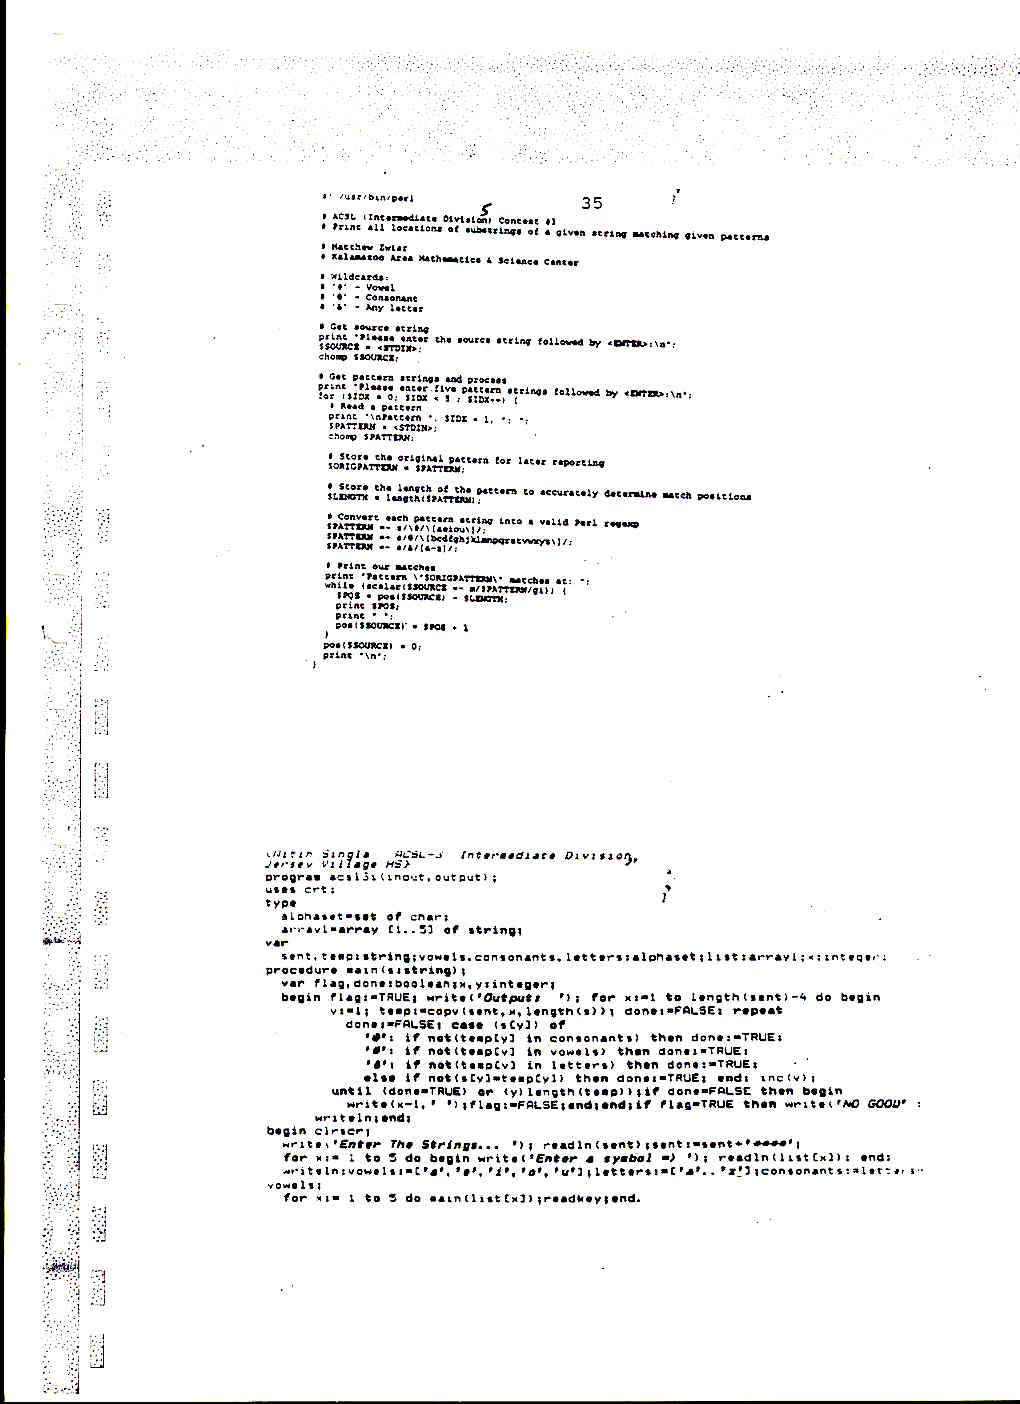 #! /usr/bin/perl
5 35
# ACSL (Intermediate Division) Contest #3
# Print all locations of substrings of a given string matching given patterns
# Matthew Zwier
# Kalamazoo Area Mathematics & Science Center
# Wildcards:
# '#' - Vowel
# '@' - Consonant
# '&' - Any letter
# Get source string
print "Please enter the source string followed by <ENTER>:\n";
$SOURCE = <STDIN>;
chomp $SOURCE;
# Get pattern strings and process
print "Please enter five pattern strings followed by <ENTER>:\n";
for ($IDX = 0; $IDX < 5 ; $IDX++) {
# Read a pattern
print "\nPattern ", $IDX + 1, ": ";
$PATTERN = <STDIN>;
chomp $PATTERN;
# Store the original pattern for later reporting
$ORIGPATTERN = $PATTERN;
# Store the length of the pattern to accurately determine match positions
$LENGTH = length($PATTERN);
# Convert each pattern string into a valid Perl regexp
$PATTERN =~ s/\#/\[aeiou\]/;
$PATTERN =~ s/@/\[bcdfghjklmnpqrstvwxyz\]/;
$PATTERN =~ s/&/[a-z]/;
# Print our matches
print "Pattern \"$ORIGPATTERN\" matches at: ";
while (scalar($SOURCE =~ m/$PATTERN/gi)) {
$POS = pos($SOURCE) - $LENGTH;
print $POS;
print " ";
pos($SOURCE) = $POS + 1
}
pos($SOURCE) = 0;
print "\n";
}
{Nitin Singla ACSL-3 Intermediate Division,
Jersey Village HS}
program acsl3i(inout,output);
uses crt;
type
alphaset=set of char;
array1=array [1..5] of string;
var
sent,temp:string;vowels,consonants,letters:alphaset;list:array1;x:integer;
procedure main(s:string);
var flag,done:boolean;x,y:integer;
begin flag:=TRUE; write('Output: '); for x:=1 to length(sent)-4 do begin
y:=1; temp:=copy(sent,x,length(s)); done:=FALSE; repeat
done:=FALSE; case (s[y]) of
'@': if not(temp[y] in consonants) then done:=TRUE;
'#': if not(temp[y] in vowels) then done:=TRUE;
'&': if not(temp[y] in letters) then done:=TRUE;
else if not(s[y]=temp[y]) then done:=TRUE; end; inc(y);
until (done=TRUE) or (y)length(temp));if done=FALSE then begin
write(x-1,' ');flag:=FALSE;end;end;if flag=TRUE then write('NO GOOD' ;
writeln;end;
begin clrscr;
write('Enter The Strings... '); readln(sent);sent:=sent+'====';
for x:= 1 to 5 do begin write('Enter a symbol =) '); readln(list[x]); end;
writeln;vowels:=['a','e','i','o','u'];letters:=['a'..'z'];consonants:=letters-
vowels;
for x:= 1 to 5 do main(list[x]);readkey;end.